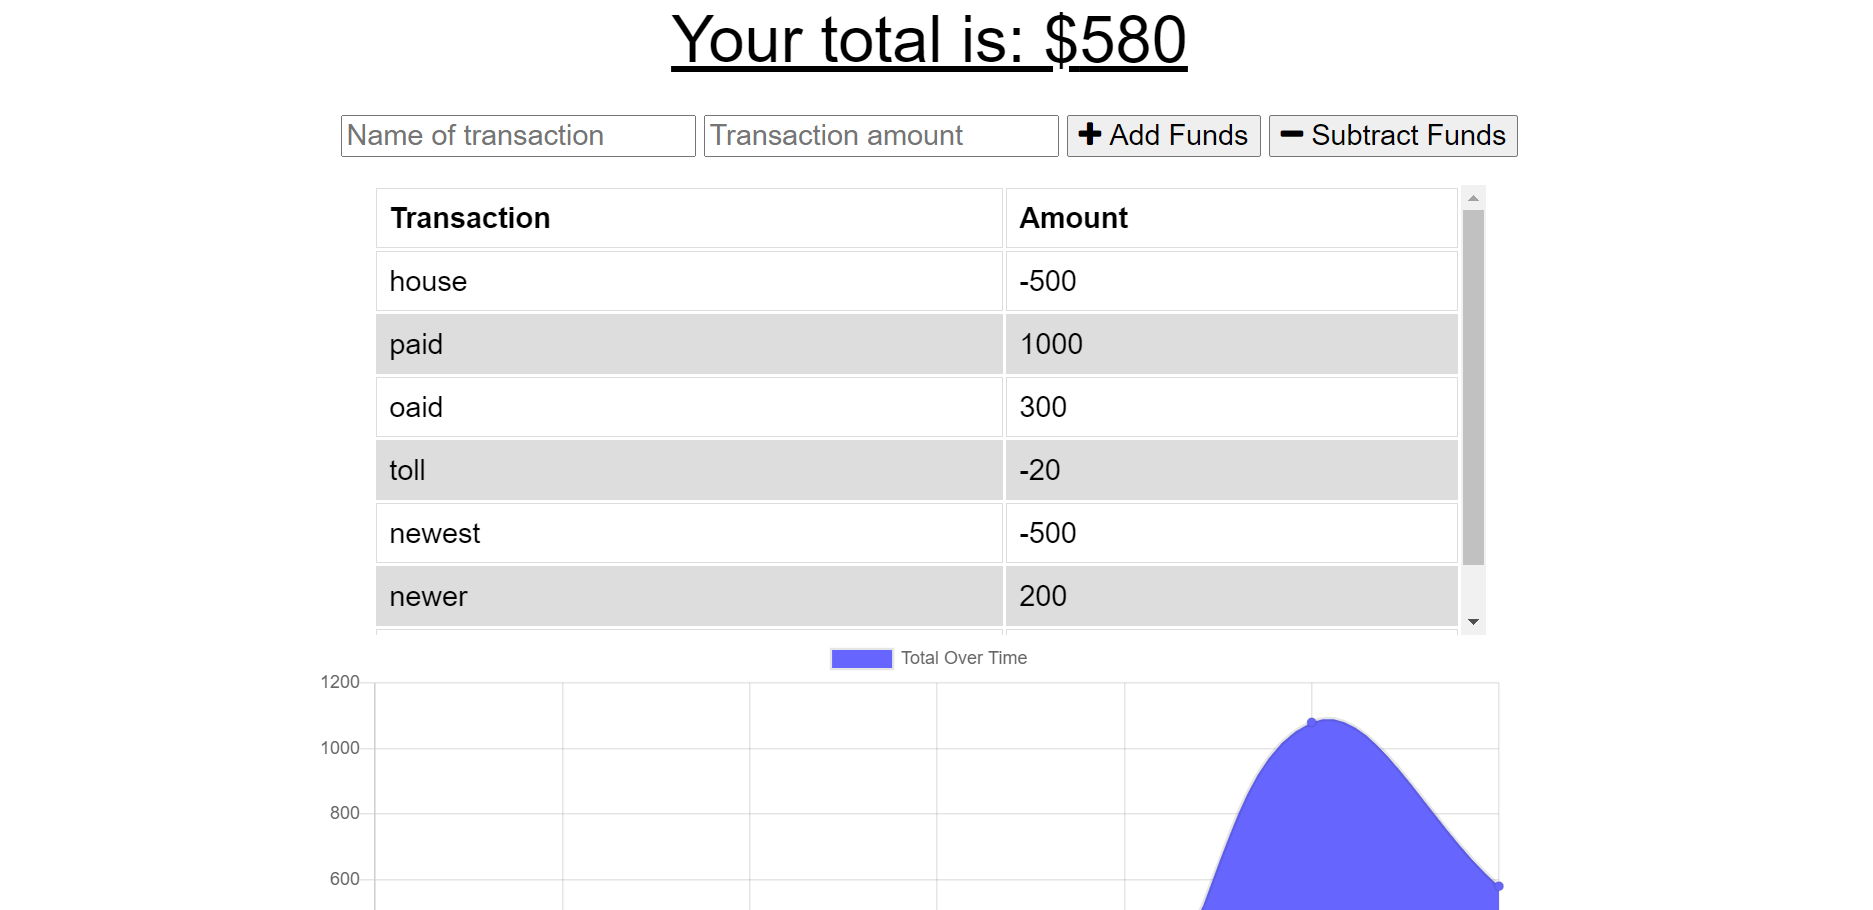 Your total is: $580
Name of transaction Transaction amount Add Funds Subtract Funds
Transaction Amount
house -500
paid 1000
oaid 300
toll -20
newest -500
newer 200
Total Over Time
1200
1000
800
600